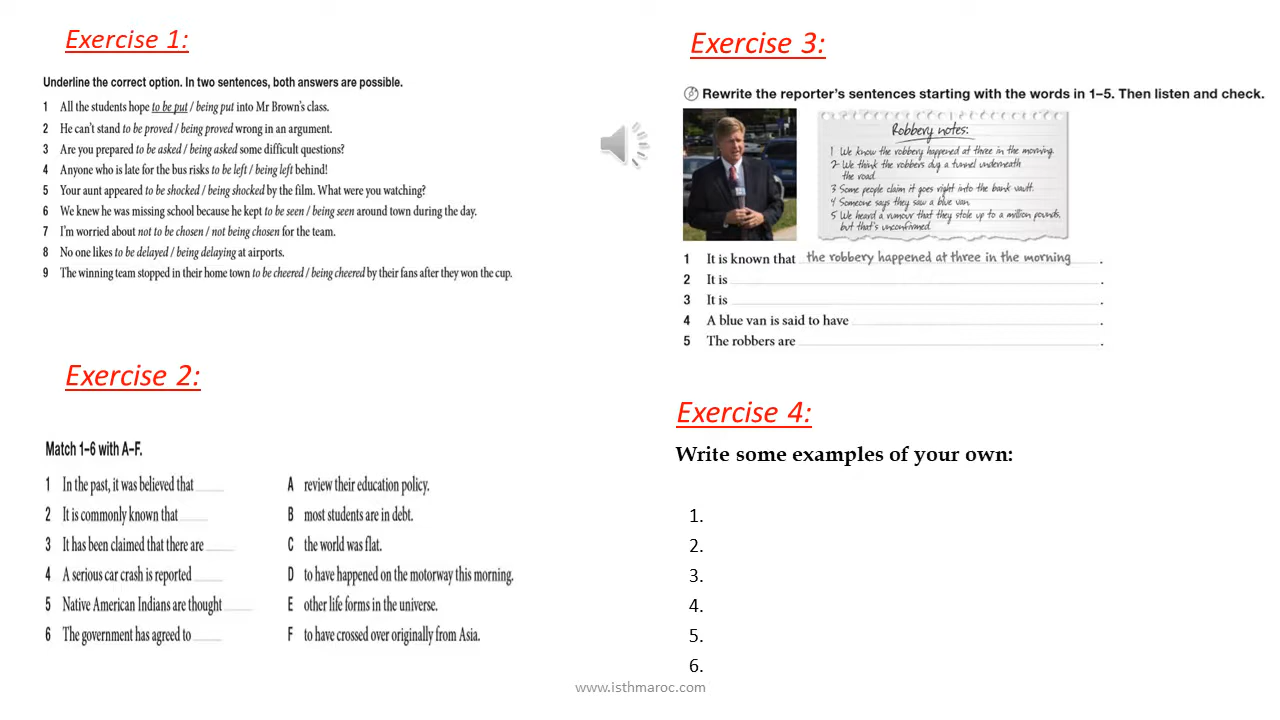 Exercise 1:
Underline the correct option. In two sentences, both answers are possible.
1 All the students hope to be put / being put into Mr Brown's class.
2 He can't stand to be proved / being proved wrong in an argument.
3 Are you prepared to be asked / being asked some difficult questions?
4 Anyone who is late for the bus risks to be left / being left behind!
5 Your aunt appeared to be shocked / being shocked by the film. What were you watching?
6 We knew he was missing school because he kept to be seen / being seen around town during the day.
7 I'm worried about not to be chosen / not being chosen for the team.
8 No one likes to be delayed / being delaying at airports.
9 The winning team stopped in their home town to be cheered / being cheered by their fans after they won the cup.
Exercise 2:
Match 1–6 with A–F.
1 In the past, it was believed that
2 It is commonly known that
3 It has been claimed that there are
4 A serious car crash is reported
5 Native American Indians are thought
6 The government has agreed to
A review their education policy.
B most students are in debt.
C the world was flat.
D to have happened on the motorway this morning.
E other life forms in the universe.
F to have crossed over originally from Asia.
Exercise 3:
Rewrite the reporter's sentences starting with the words in 1–5. Then listen and check.
Robbery notes:
1 We know the robbery happened at three in the morning.
2 We think the robbers dug a tunnel underneath
the road.
3 Some people claim it goes right into the bank vault.
4 Someone says they saw a blue van.
5 We heard a rumour that they stole up to a million pounds,
but that's unconfirmed.
1 It is known that the robbery happened at three in the morning .
2 It is .
3 It is .
4 A blue van is said to have .
5 The robbers are .
Exercise 4:
Write some examples of your own:
1.
2.
3.
4.
5.
6.
www.isthmaroc.com